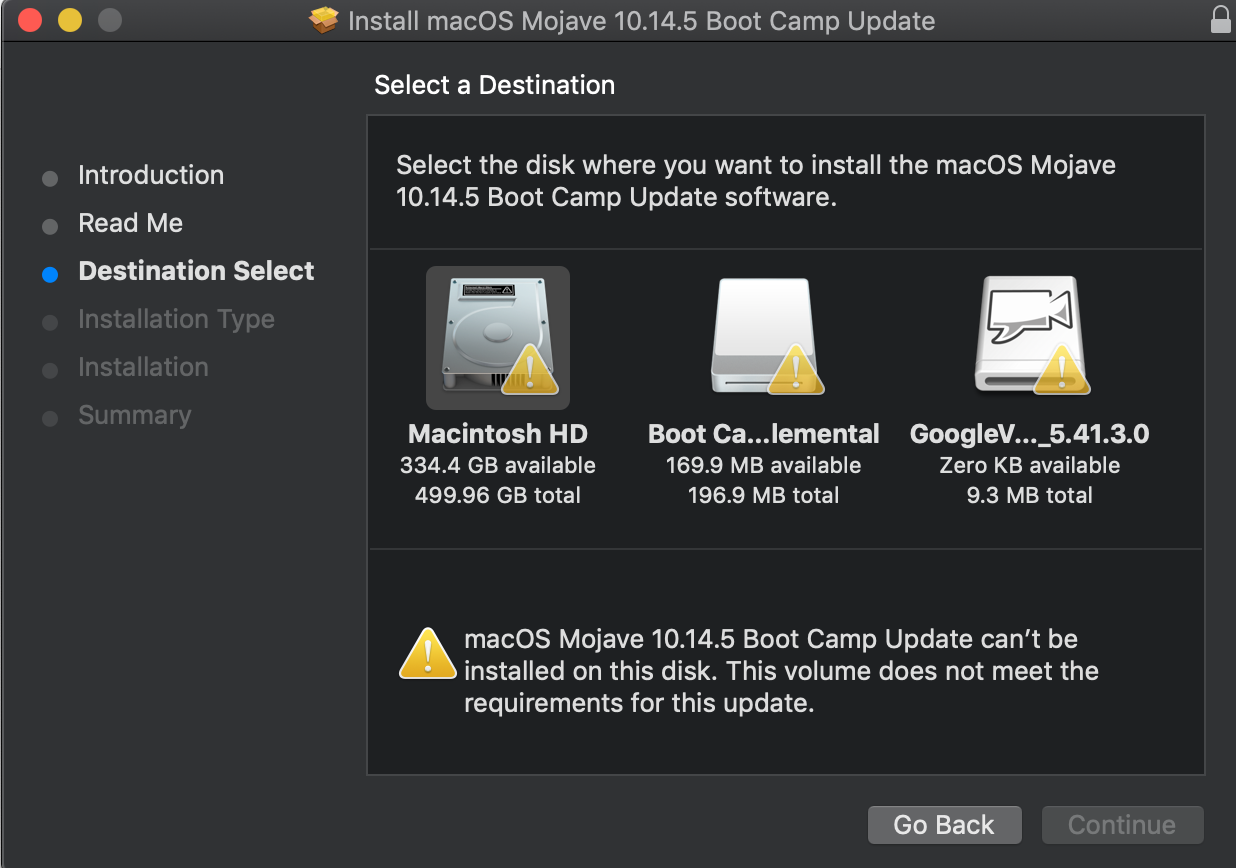 Install macOS Mojave 10.14.5 Boot Camp Update
Select a Destination
Introduction
Read Me
Destination Select
Installation Type
Installation
Summary
Select the disk where you want to install the macOS Mojave
10.14.5 Boot Camp Update software.
Macintosh HD
334.4 GB available
499.96 GB total
Boot Ca...lemental
169.9 MB available
196.9 MB total
GoogleV..._5.41.3.0
Zero KB available
9.3 MB total
macOS Mojave 10.14.5 Boot Camp Update can’t be
installed on this disk. This volume does not meet the
requirements for this update.
Go Back
Continue